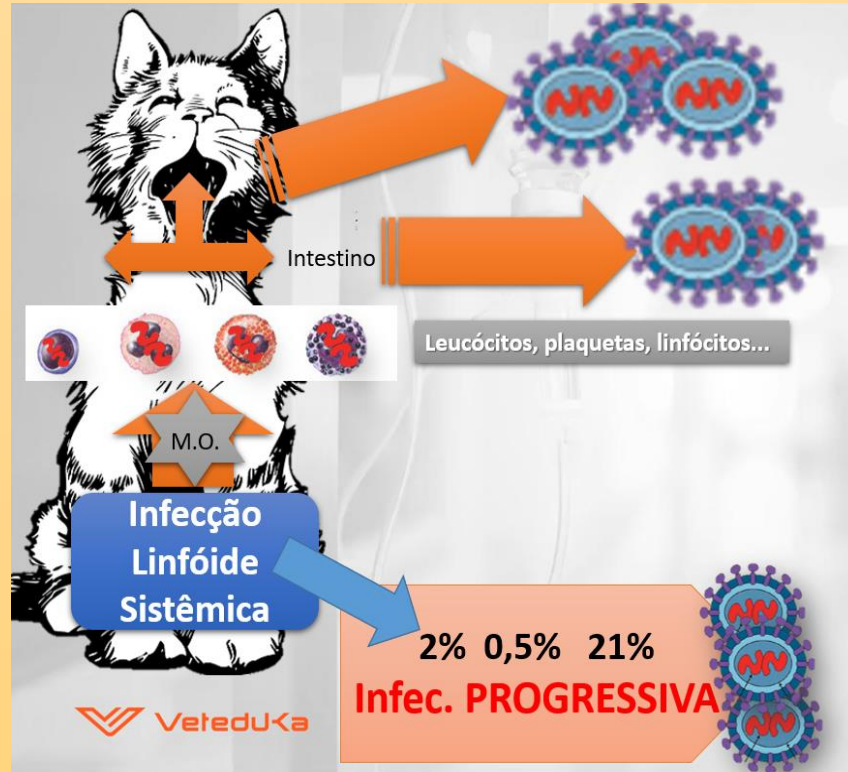 Intestino
Leucócitos, plaquetas, linfócitos...
M.O.
Infecção
Linfóide
Sistêmica
2% 0,5% 21%
Infec. PROGRESSIVA
VeteduKa